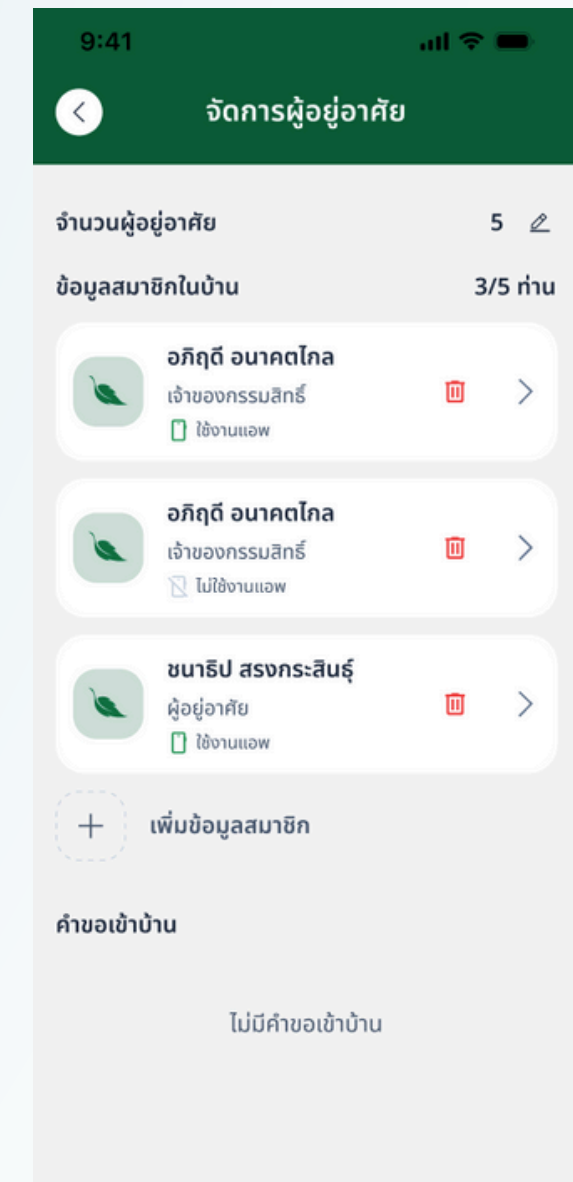 9:41
จัดการผู้อยู่อาศัย
จำนวนผู้อยู่อาศัย 5
ข้อมูลสมาชิกในบ้าน 3/5 ท่าน
อภิฤดี อนาคตไกล
เจ้าของกรรมสิทธิ์
ใช้งานแอพ
อภิฤดี อนาคตไกล
เจ้าของกรรมสิทธิ์
ไม่ใช้งานแอพ
ชนาธิป สรงกระสินธุ์
ผู้อยู่อาศัย
ใช้งานแอพ
เพิ่มข้อมูลสมาชิก
คำขอเข้าบ้าน
ไม่มีคำขอเข้าบ้าน